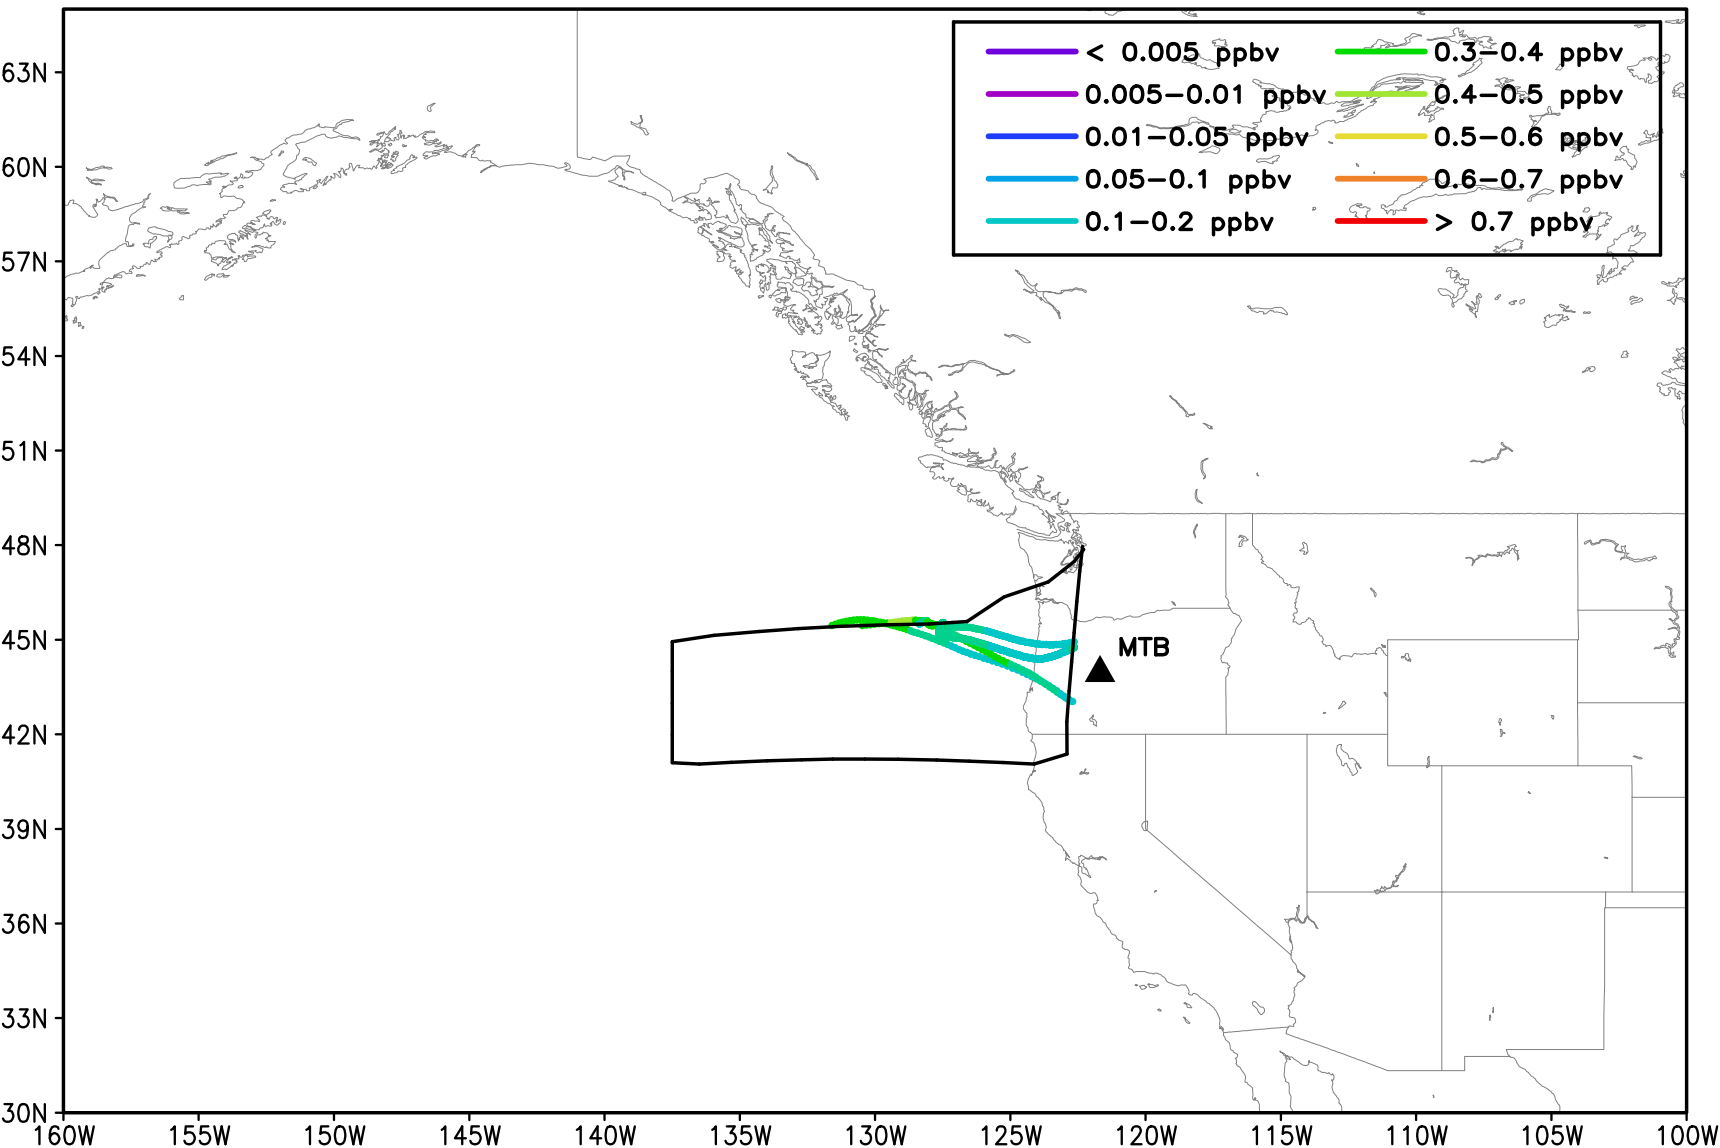 < 0.005 ppbv
0.005-0.01 ppbv
0.01-0.05 ppbv
0.05-0.1 ppbv
0.1-0.2 ppbv
0.3-0.4 ppbv
0.4-0.5 ppbv
0.5-0.6 ppbv
0.6-0.7 ppbv
> 0.7 ppbv
63N
60N
57N
54N
51N
48N
45N
42N
39N
36N
33N
30N
MTB
160W 155W 150W 145W 140W 135W 130W 125W 120W 115W 110W 105W 100W